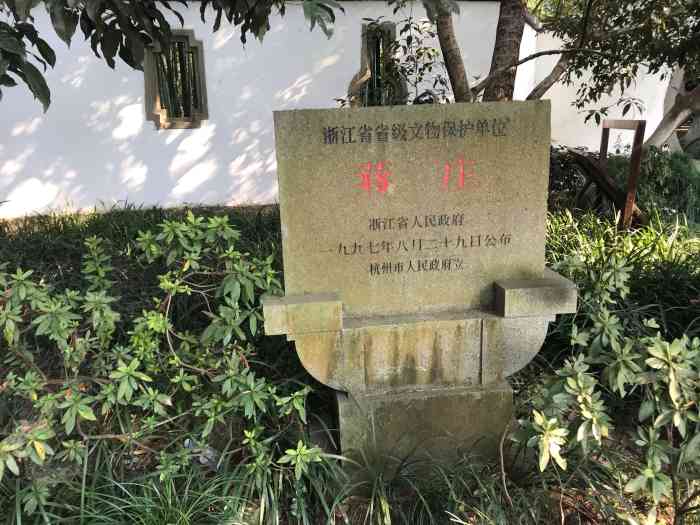 浙江省省级文物保护单位
蒋 庄
浙江省人民政府
一九九七年八月二十九日公布
杭州市人民政府立